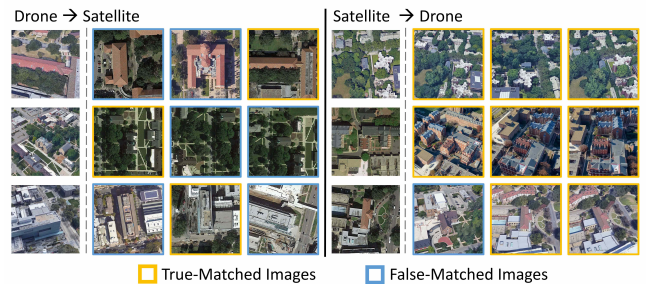 Drone → Satellite
Satellite → Drone
True-Matched Images
False-Matched Images